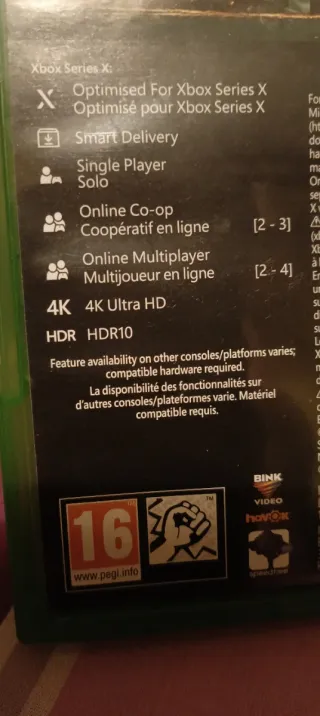 Xbox Series X:
X Optimised For Xbox Series X
Optimisé pour Xbox Series X
Smart Delivery
Single Player
Solo
Online Co-op
Coopératif en ligne [2 - 3]
Online Multiplayer
Multijoueur en ligne [2 - 4]
4K 4K Ultra HD
HDR HDR10
Feature availability on other consoles/platforms varies;
compatible hardware required.
La disponibilité des fonctionnalités sur
d'autres consoles/plateformes varie. Matériel
compatible requis.
BINK
VIDEO
havok
16
www.pegi.info
TM
speedtree